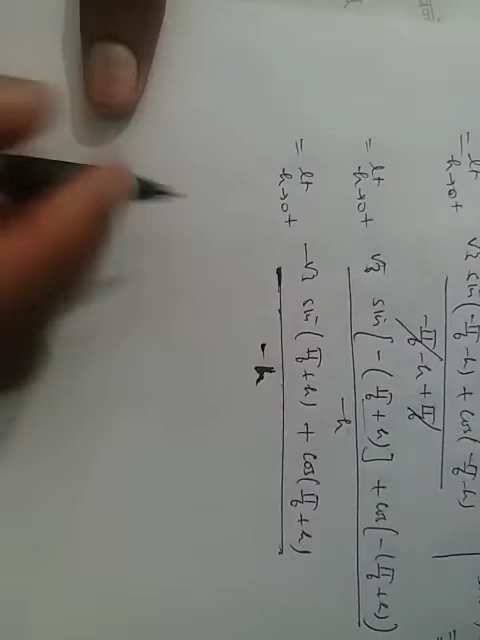 = lt h→0+ √3 sin(-π/6-h) + cos(-π/6-h)
-π/6-h+π/6
= lt h→0+ √3 sin[-(π/6+h)] + cos(-(π/6+h))
-h
= lt h→0+ -√3 sin(π/6+h) + cos(π/6+h)
-h